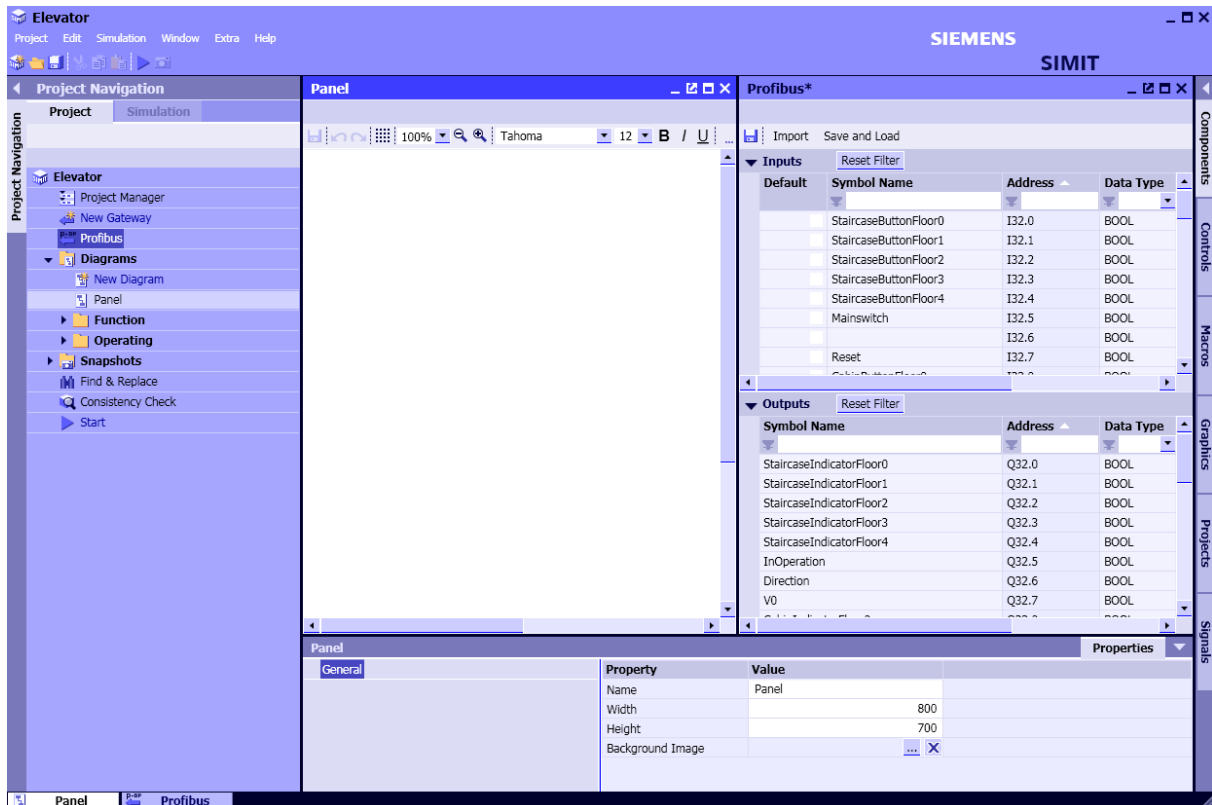 Elevator
Project Edit Simulation Window Extra Help
SIEMENS
SIMIT
Project Navigation
Project Simulation
Project Navigation
Elevator
Project Manager
New Gateway
Profibus
Diagrams
New Diagram
Panel
Function
Operating
Snapshots
Find & Replace
Consistency Check
Start
Panel
100% Tahoma 12 B I U ...
Profibus*
Import Save and Load
Inputs Reset Filter
Default Symbol Name Address Data Type
StaircaseButtonFloor0 I32.0 BOOL
StaircaseButtonFloor1 I32.1 BOOL
StaircaseButtonFloor2 I32.2 BOOL
StaircaseButtonFloor3 I32.3 BOOL
StaircaseButtonFloor4 I32.4 BOOL
Mainswitch I32.5 BOOL
I32.6 BOOL
Reset I32.7 BOOL
Outputs Reset Filter
Symbol Name Address Data Type
StaircaseIndicatorFloor0 Q32.0 BOOL
StaircaseIndicatorFloor1 Q32.1 BOOL
StaircaseIndicatorFloor2 Q32.2 BOOL
StaircaseIndicatorFloor3 Q32.3 BOOL
StaircaseIndicatorFloor4 Q32.4 BOOL
InOperation Q32.5 BOOL
Direction Q32.6 BOOL
V0 Q32.7 BOOL
Components
Controls
Macros
Graphics
Projects
Signals
Panel
Properties
General
Property Value
Name Panel
Width 800
Height 700
Background Image ... X
Panel Profibus